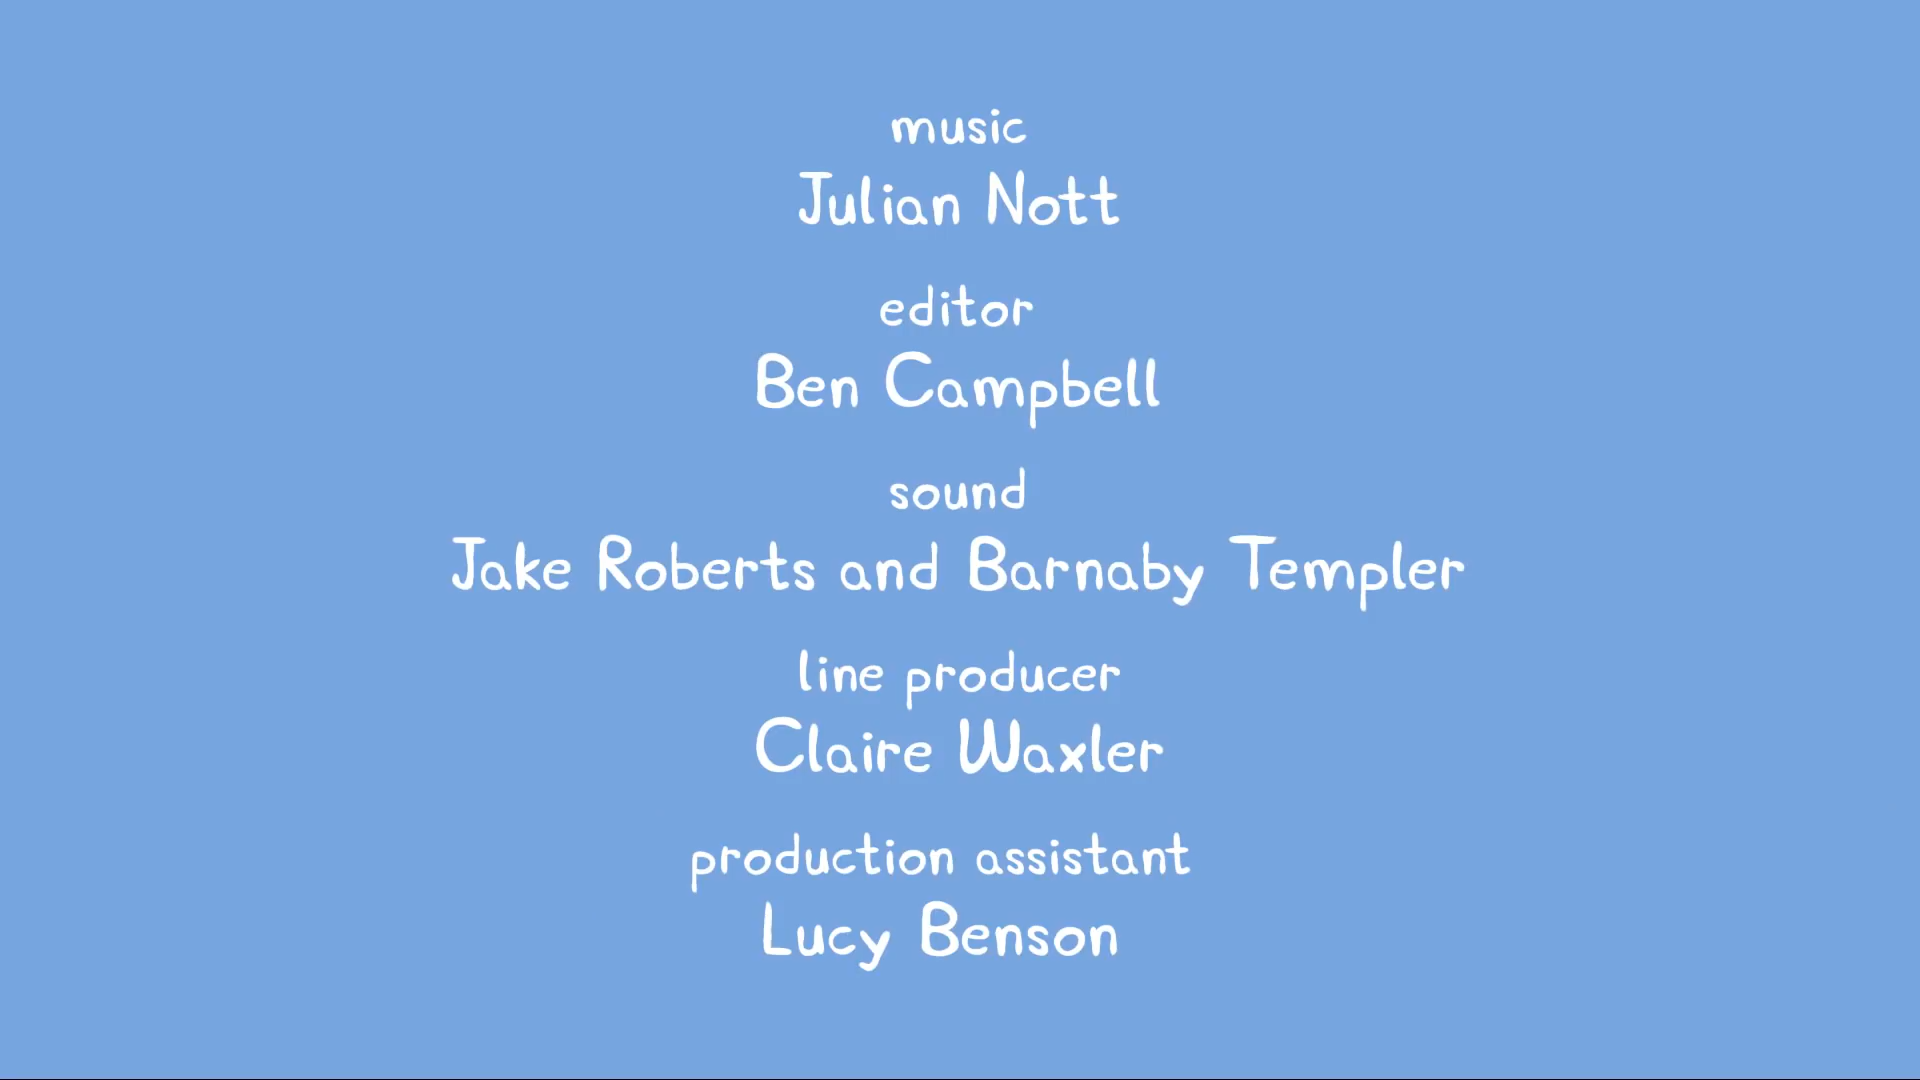 music
Julian Nott
editor
Ben Campbell
sound
Jake Roberts and Barnaby Templer
line producer
Claire Waxler
production assistant
Lucy Benson